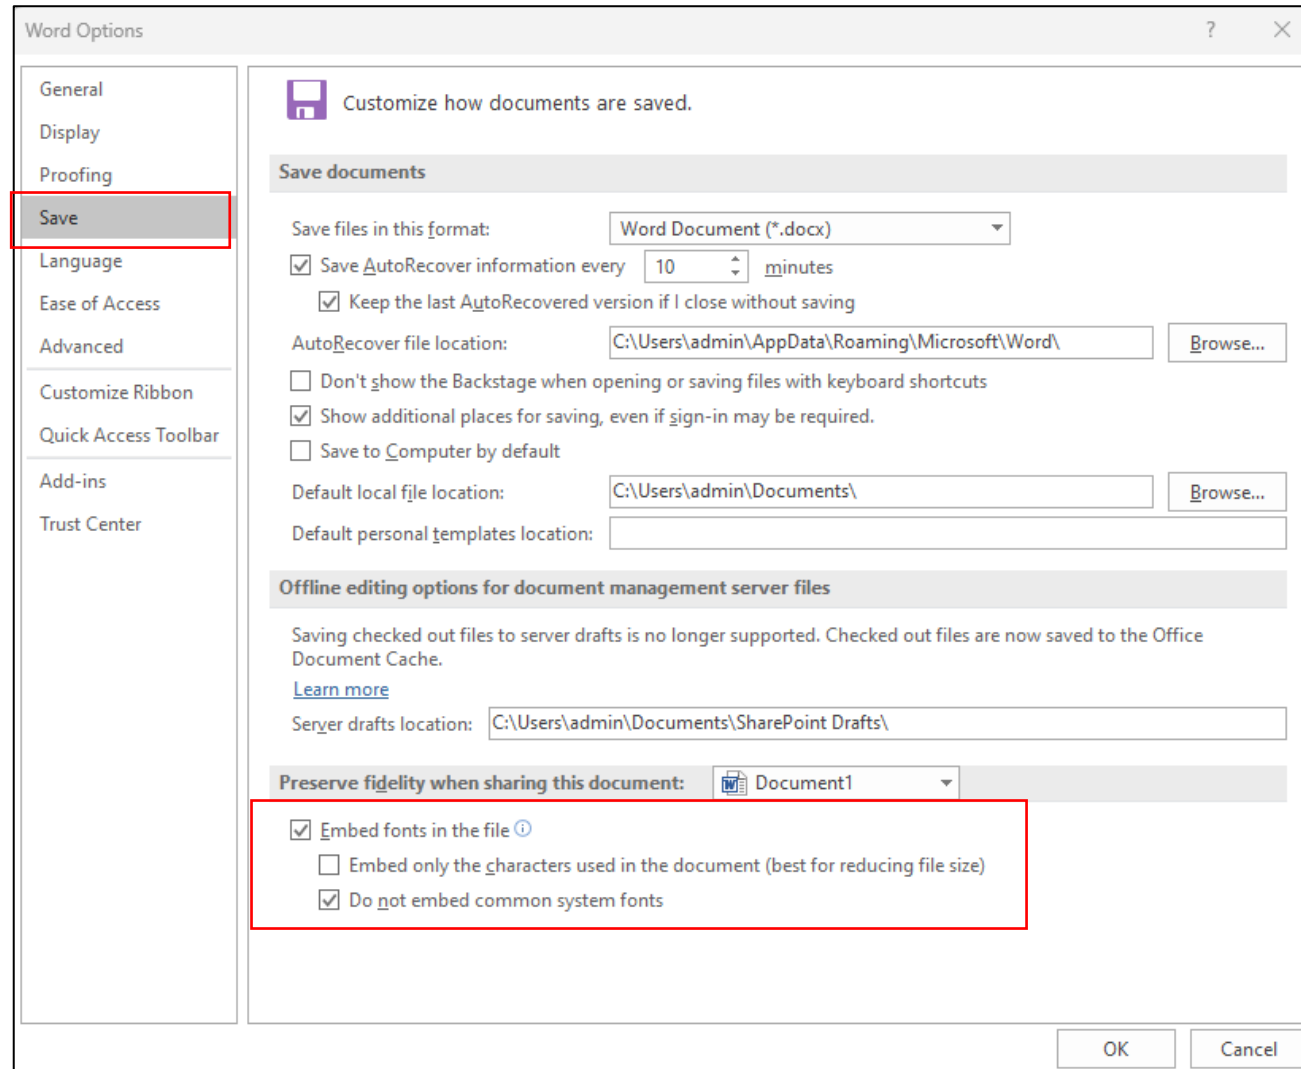 Word Options
?
General
Display
Proofing
Save
Language
Ease of Access
Advanced
Customize Ribbon
Quick Access Toolbar
Add-ins
Trust Center
Customize how documents are saved.
Save documents
Save files in this format: Word Document (*.docx)
Save AutoRecover information every 10 minutes
Keep the last AutoRecovered version if I close without saving
AutoRecover file location: C:\Users\admin\AppData\Roaming\Microsoft\Word\ Browse...
Don't show the Backstage when opening or saving files with keyboard shortcuts
Show additional places for saving, even if sign-in may be required.
Save to Computer by default
Default local file location: C:\Users\admin\Documents\ Browse...
Default personal templates location:
Offline editing options for document management server files
Saving checked out files to server drafts is no longer supported. Checked out files are now saved to the Office
Document Cache.
Learn more
Server drafts location: C:\Users\admin\Documents\SharePoint Drafts\
Preserve fidelity when sharing this document: Document1
Embed fonts in the file
Embed only the characters used in the document (best for reducing file size)
Do not embed common system fonts
OK Cancel